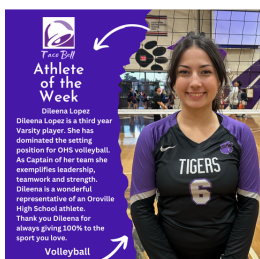 Taco Bell
Athlete
of the
Week
Dileena Lopez
Dileena Lopez is a third year
Varsity player. She has
dominated the setting
position for OHS volleyball.
As Captain of her team she
exemplifies leadership,
teamwork and strength.
Dileena is a wonderful
representative of an Oroville
High School athlete.
Thank you Dileena for
always giving 100% to the
sport you love.
Volleyball
TIGERS
6